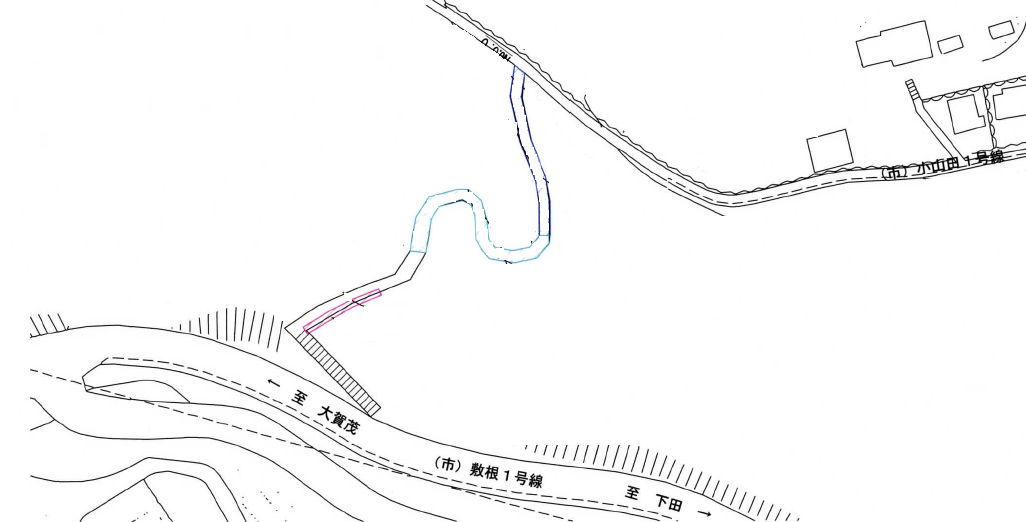 (市) 小山田1号線
← 至 大賀茂
(市) 敷根1号線
至 下田 →